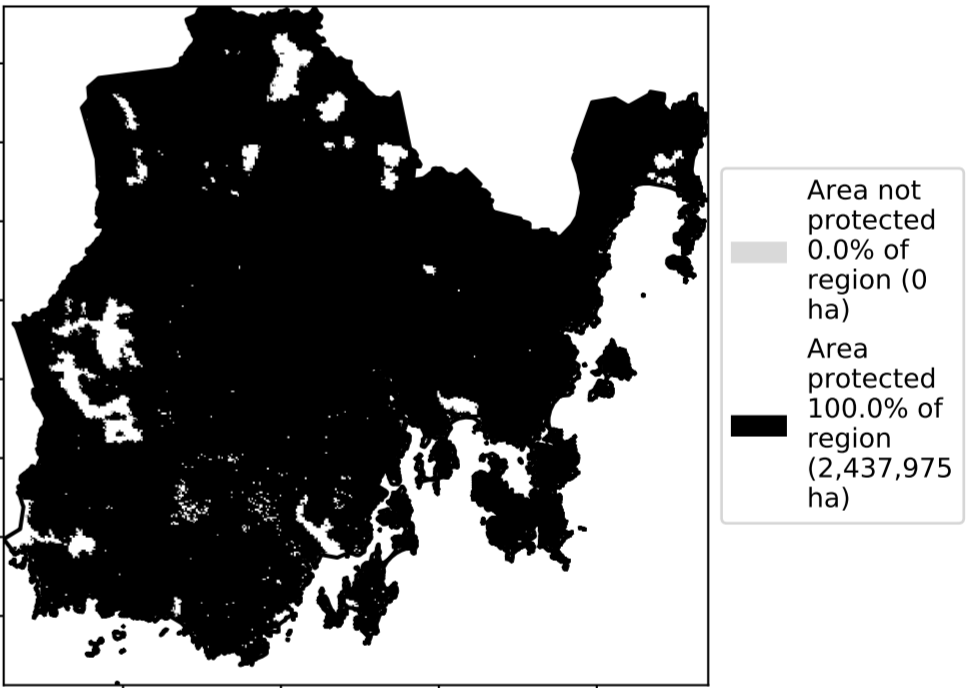 Area not
protected
0.0% of
region (0
ha)
Area
protected
100.0% of
region
(2,437,975
ha)